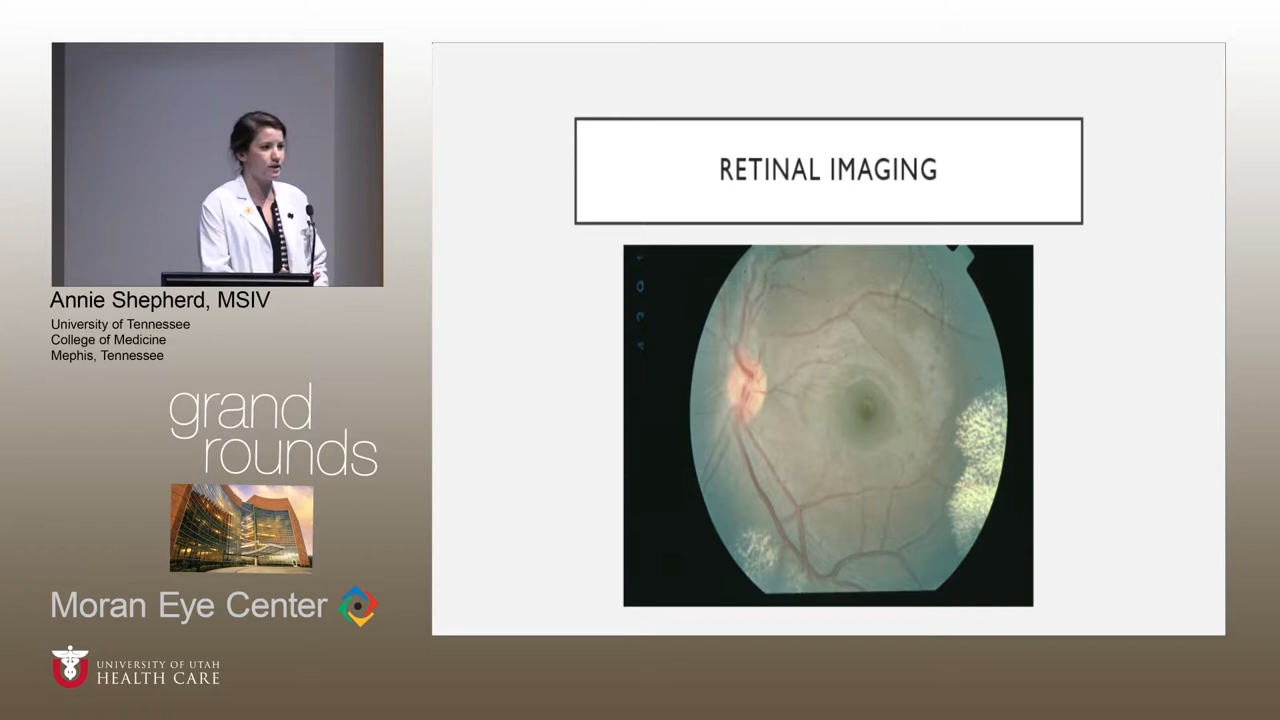 RETINAL IMAGING
Annie Shepherd, MSIV
University of Tennessee
College of Medicine
Mephis, Tennessee
grand
rounds
Moran Eye Center
UNIVERSITY OF UTAH
HEALTH CARE